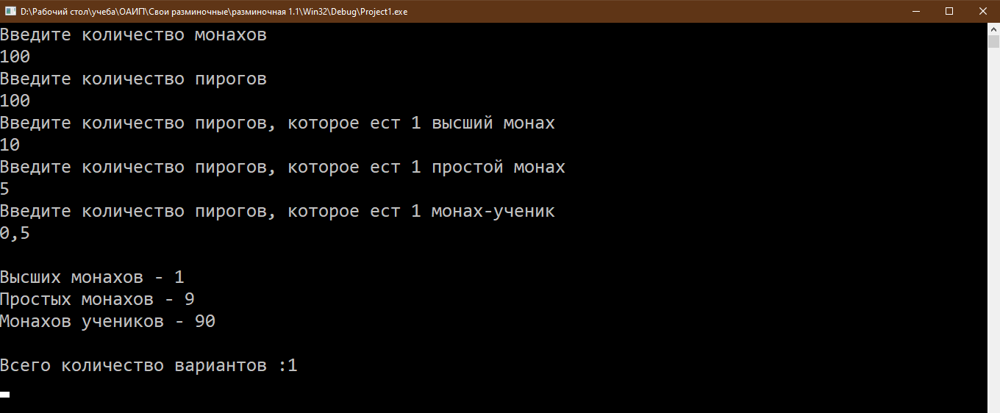 D:\Рабочий стол\учеба\ОАИП\Свои разминочные\разминочная 1.1\Win32\Debug\Project1.exe
Введите количество монахов
100
Введите количество пирогов
100
Введите количество пирогов, которое ест 1 высший монах
10
Введите количество пирогов, которое ест 1 простой монах
5
Введите количество пирогов, которое ест 1 монах-ученик
0,5
Высших монахов - 1
Простых монахов - 9
Монахов учеников - 90
Всего количество вариантов :1